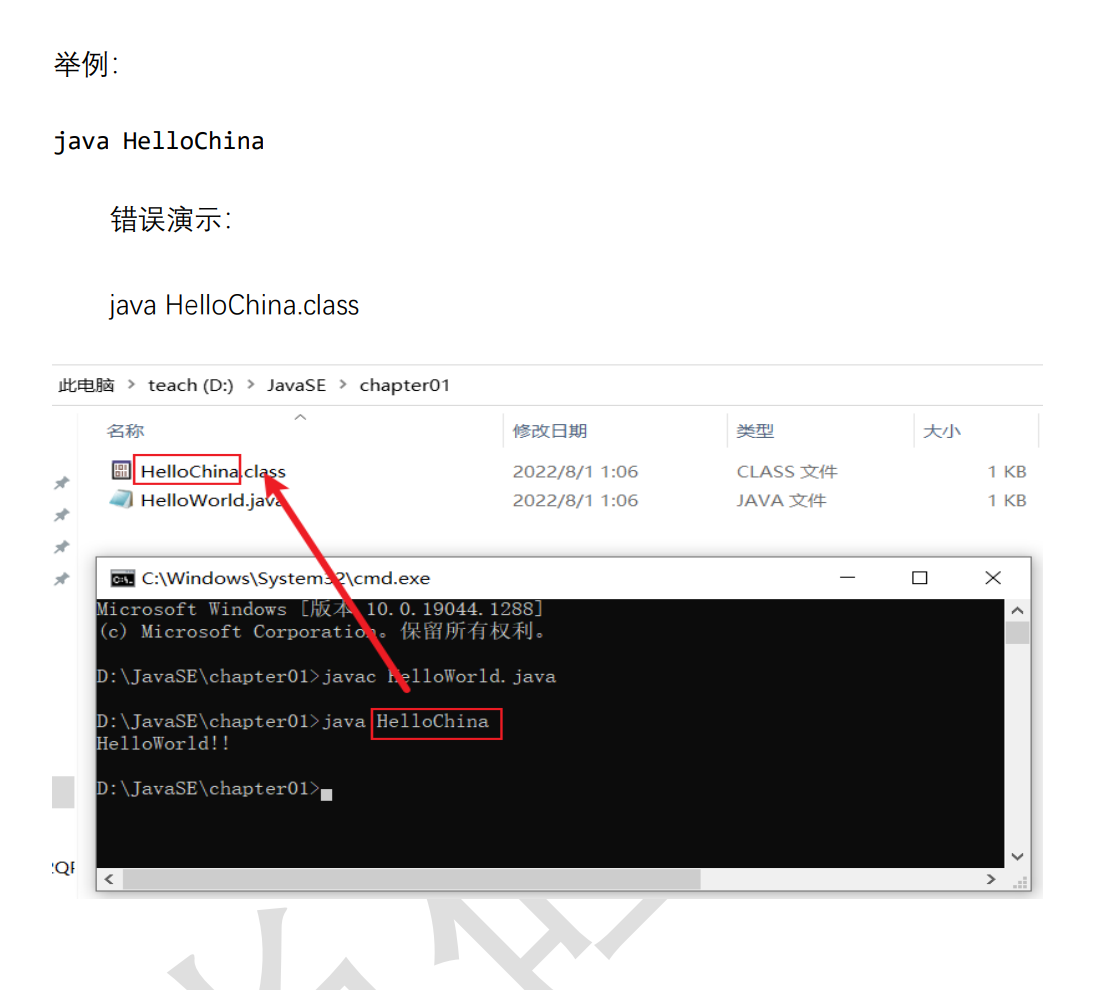 举例：
java HelloChina
错误演示：
java HelloChina.class
此电脑 > teach (D:) > JavaSE > chapter01
名称 修改日期 类型 大小
HelloChina.class 2022/8/1 1:06 CLASS 文件 1 KB
HelloWorld.java 2022/8/1 1:06 JAVA 文件 1 KB
C:\Windows\System32\cmd.exe
Microsoft Windows [版本 10.0.19044.1288]
(c) Microsoft Corporation。保留所有权利。
D:\JavaSE\chapter01>javac HelloWorld.java
D:\JavaSE\chapter01>java HelloChina
HelloWorld!!
D:\JavaSE\chapter01>